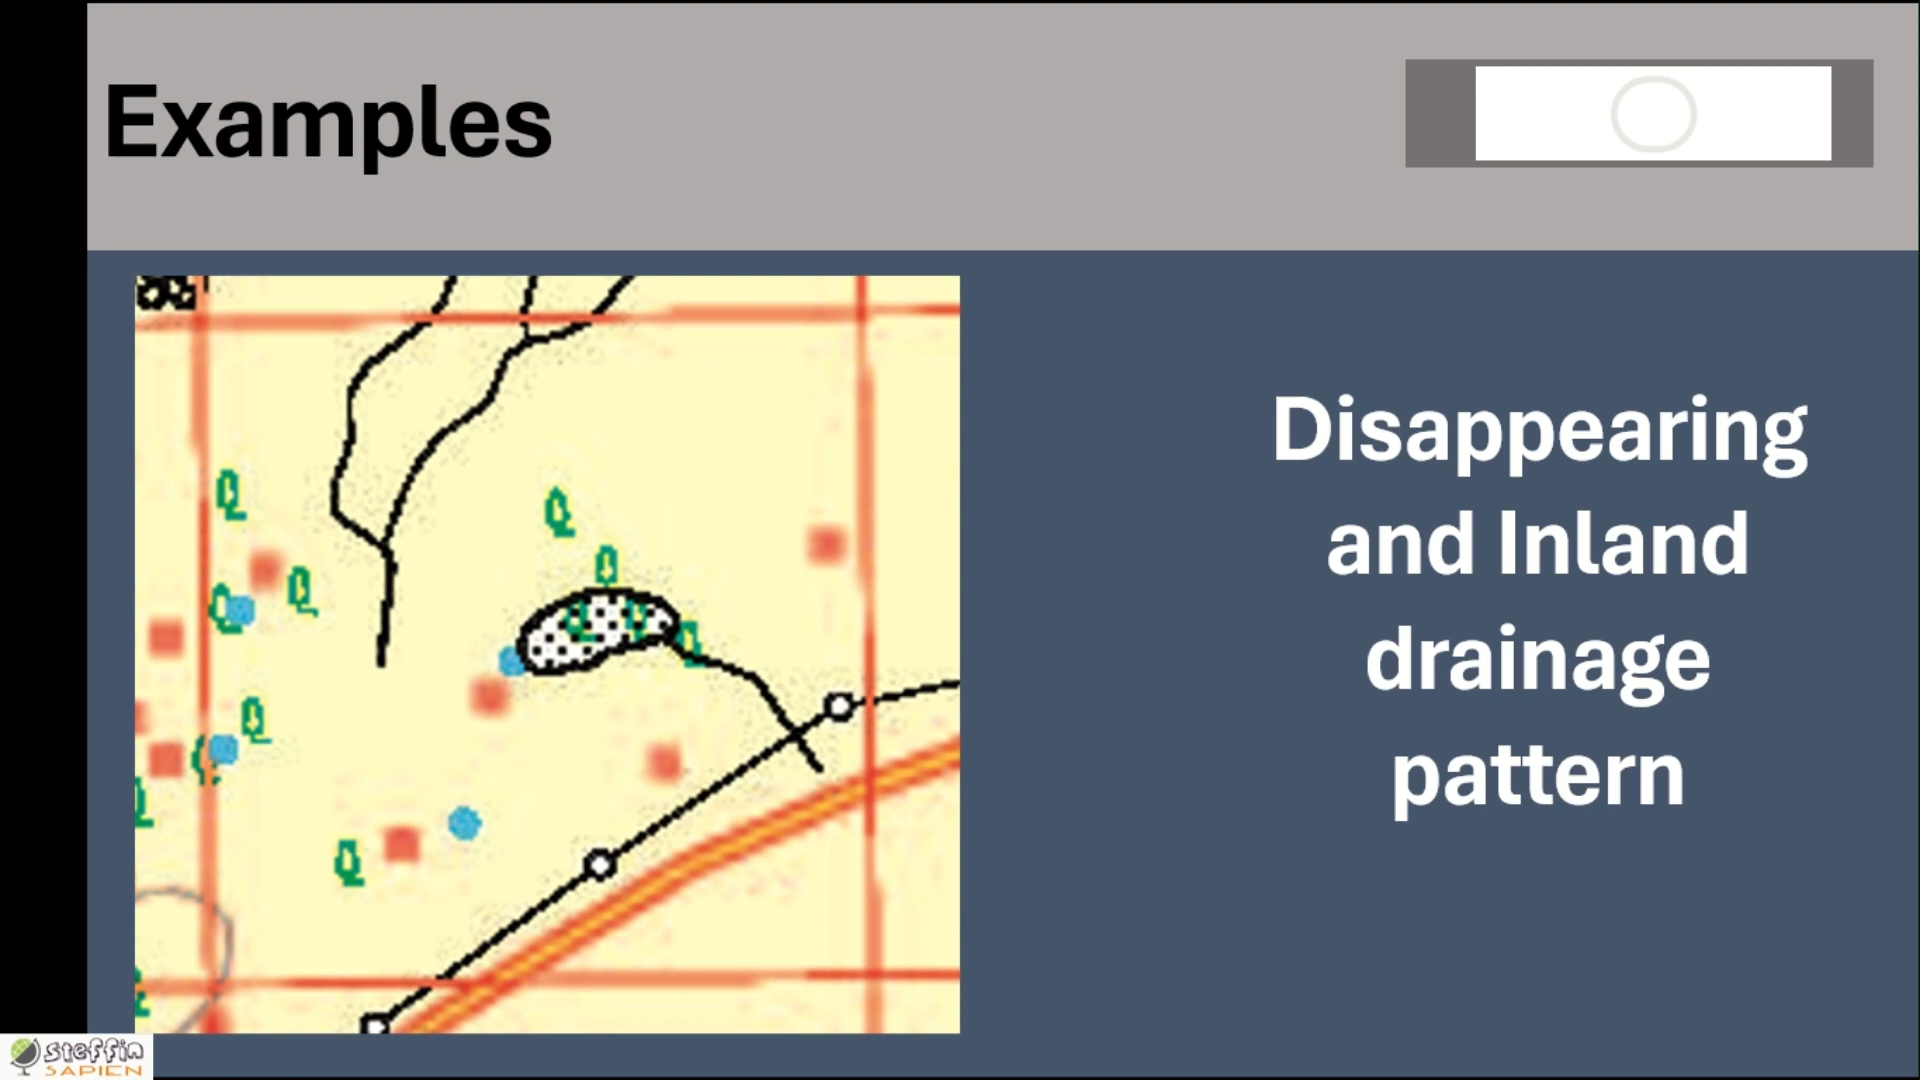 Examples
Disappearing
and Inland
drainage
pattern
steffin
SAPIEN